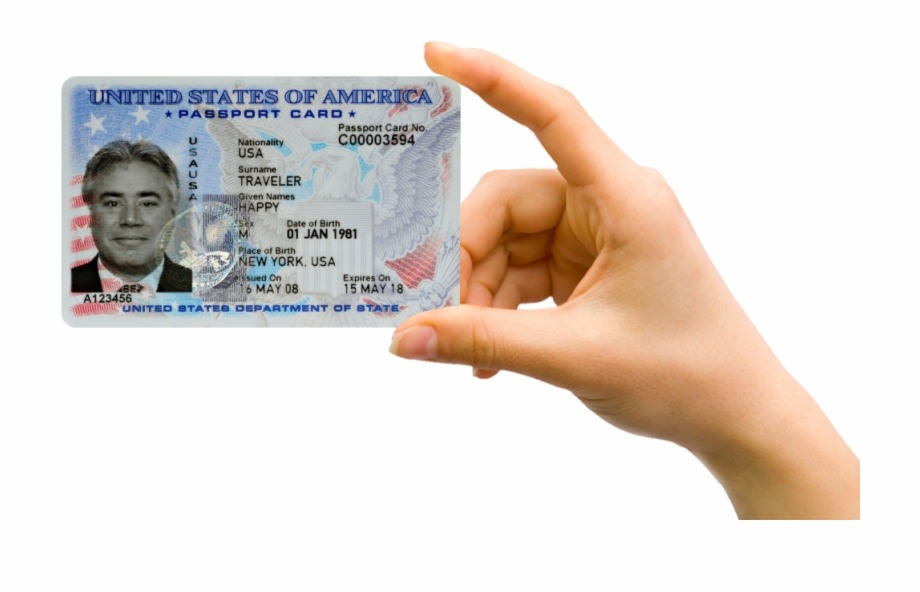 UNITED STATES OF AMERICA
★ PASSPORT CARD ★
Passport Card No.
C00003594
USAUSA
Nationality
USA
Surname
TRAVELER
Given Names
HAPPY
Sex
M
Date of Birth
01 JAN 1981
Place of Birth
NEW YORK, USA
Issued On
16 MAY 08
Expires On
15 MAY 18
A123456
UNITED STATES DEPARTMENT OF STATE